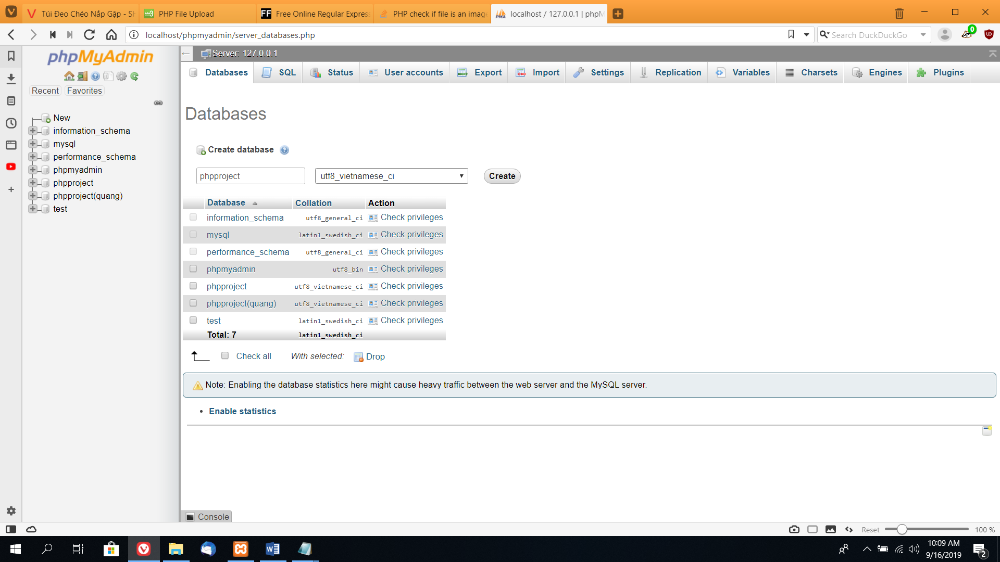 Túi Đeo Chéo Nắp Gập - SH
PHP File Upload
Free Online Regular Express
PHP check if file is an image
localhost / 127.0.0.1 | phpM
localhost/phpmyadmin/server_databases.php
Search DuckDuckGo
0
phpMyAdmin
Recent
Favorites
New
information_schema
mysql
performance_schema
phpmyadmin
phpproject
phpproject(quang)
test
Server: 127.0.0.1
Databases
SQL
Status
User accounts
Export
Import
Settings
Replication
Variables
Charsets
Engines
Plugins
Databases
Create database
phpproject
utf8_vietnamese_ci
Create
Database Collation Action
information_schema utf8_general_ci Check privileges
mysql latin1_swedish_ci Check privileges
performance_schema utf8_general_ci Check privileges
phpmyadmin utf8_bin Check privileges
phpproject utf8_vietnamese_ci Check privileges
phpproject(quang) utf8_vietnamese_ci Check privileges
test latin1_swedish_ci Check privileges
Total: 7 latin1_swedish_ci
Check all With selected: Drop
Note: Enabling the database statistics here might cause heavy traffic between the web server and the MySQL server.
Enable statistics
Console
Reset
100 %
10:09 AM
9/16/2019
2